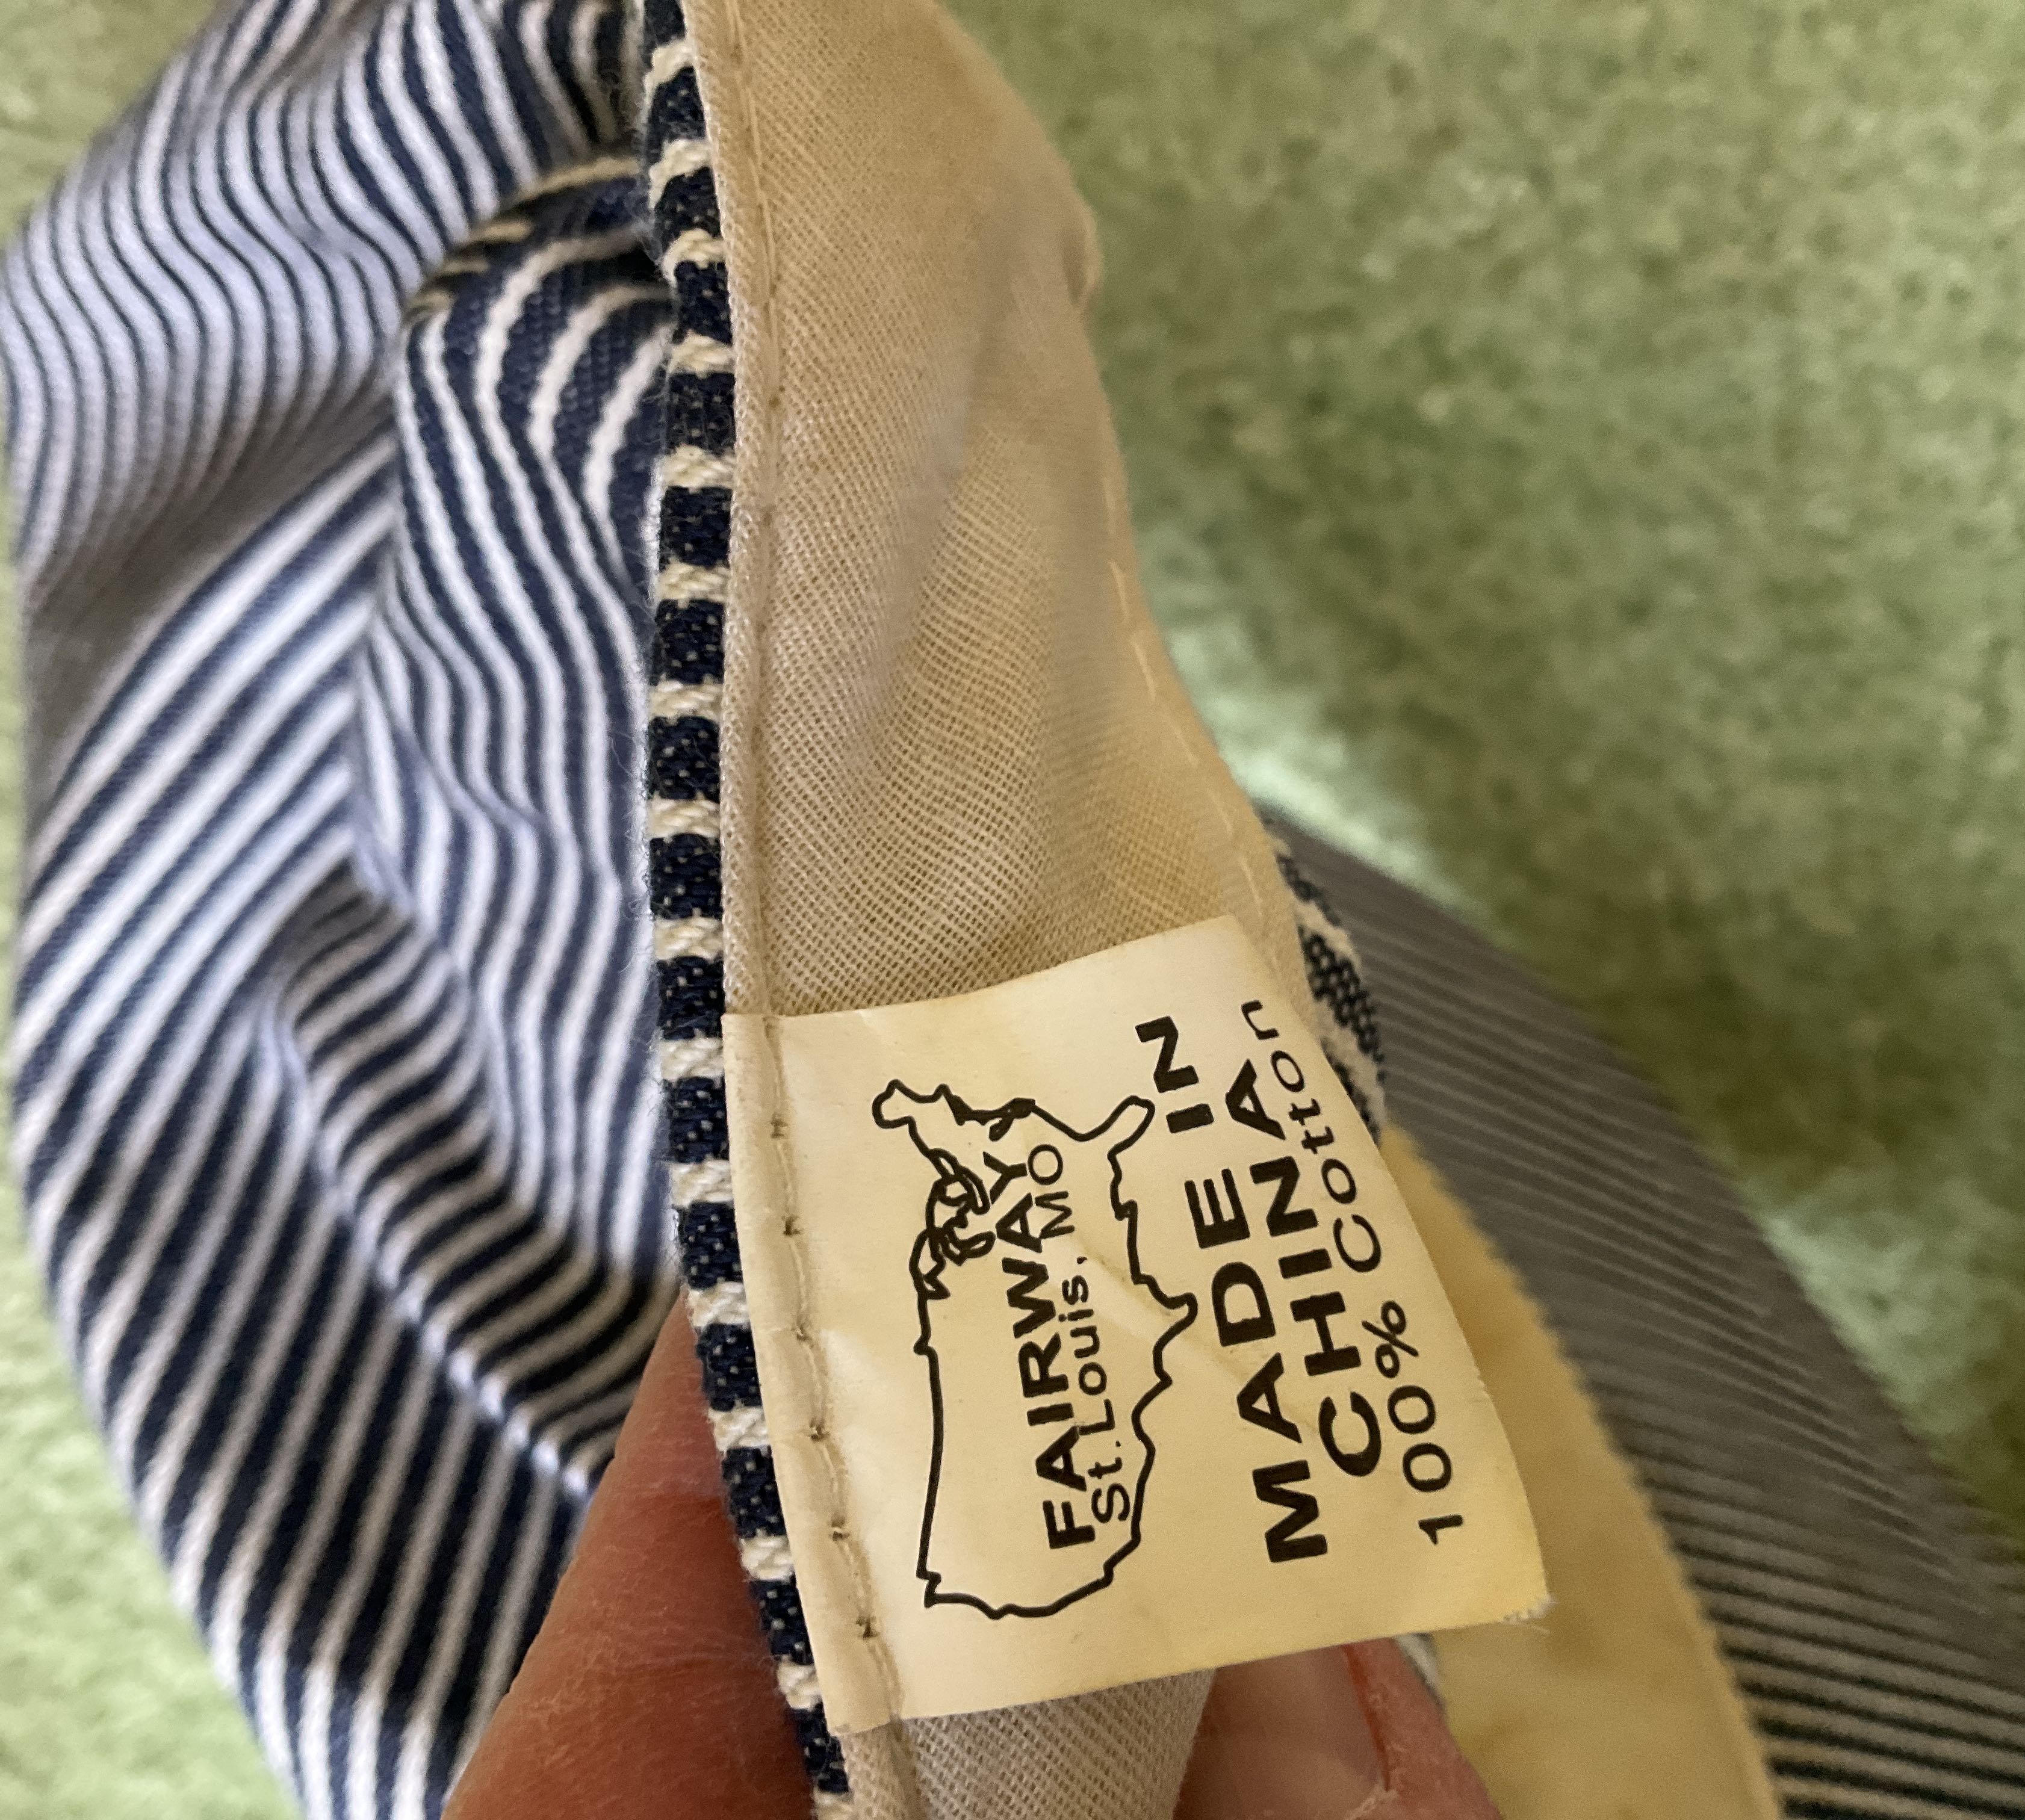 FAIRWAY
St. Louis, MO
MADE IN
CHINA
100% Cotton